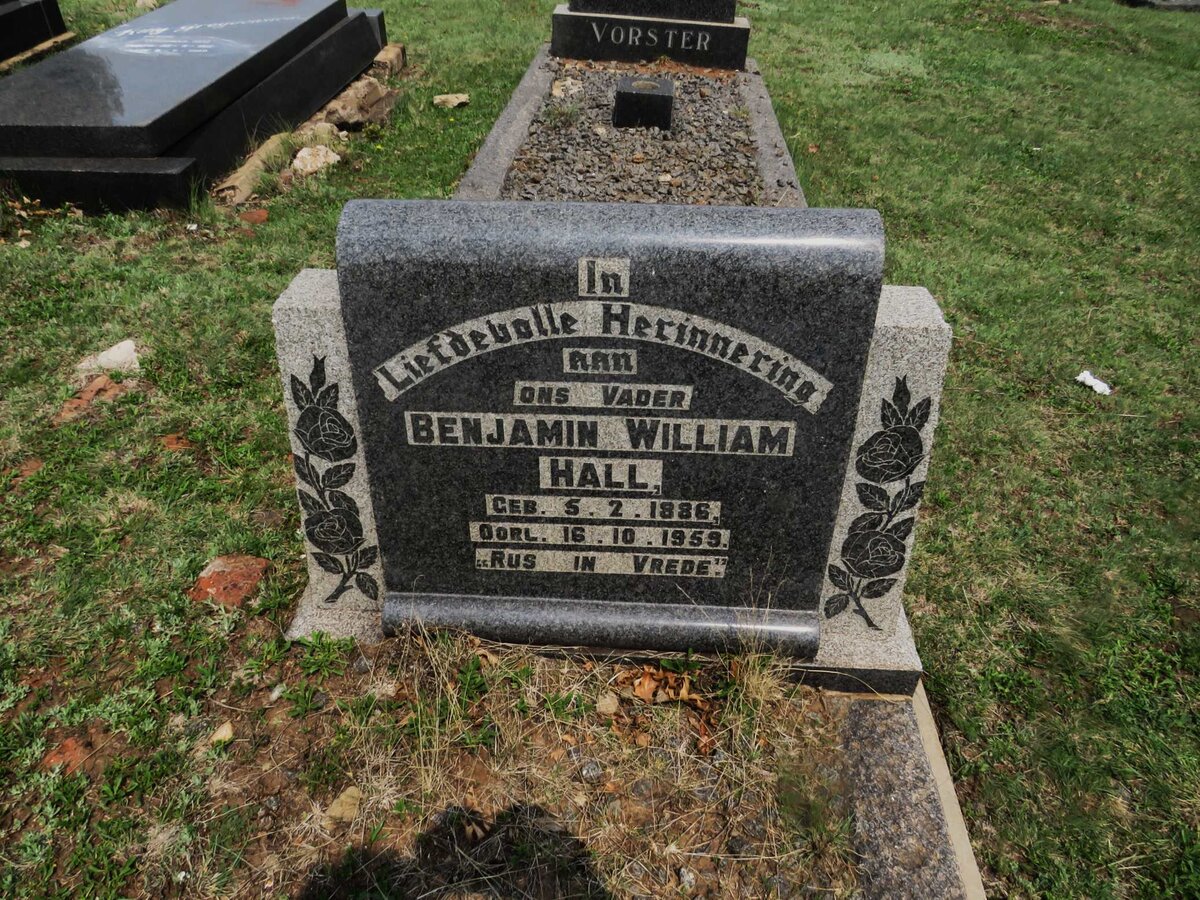 VORSTER
In
Liefdevolle Herinnering
aan
ONS VADER
BENJAMIN WILLIAM
HALL,
GEB. 5.2.1886,
OORL. 16.10.1959.
„RUS IN VREDE"